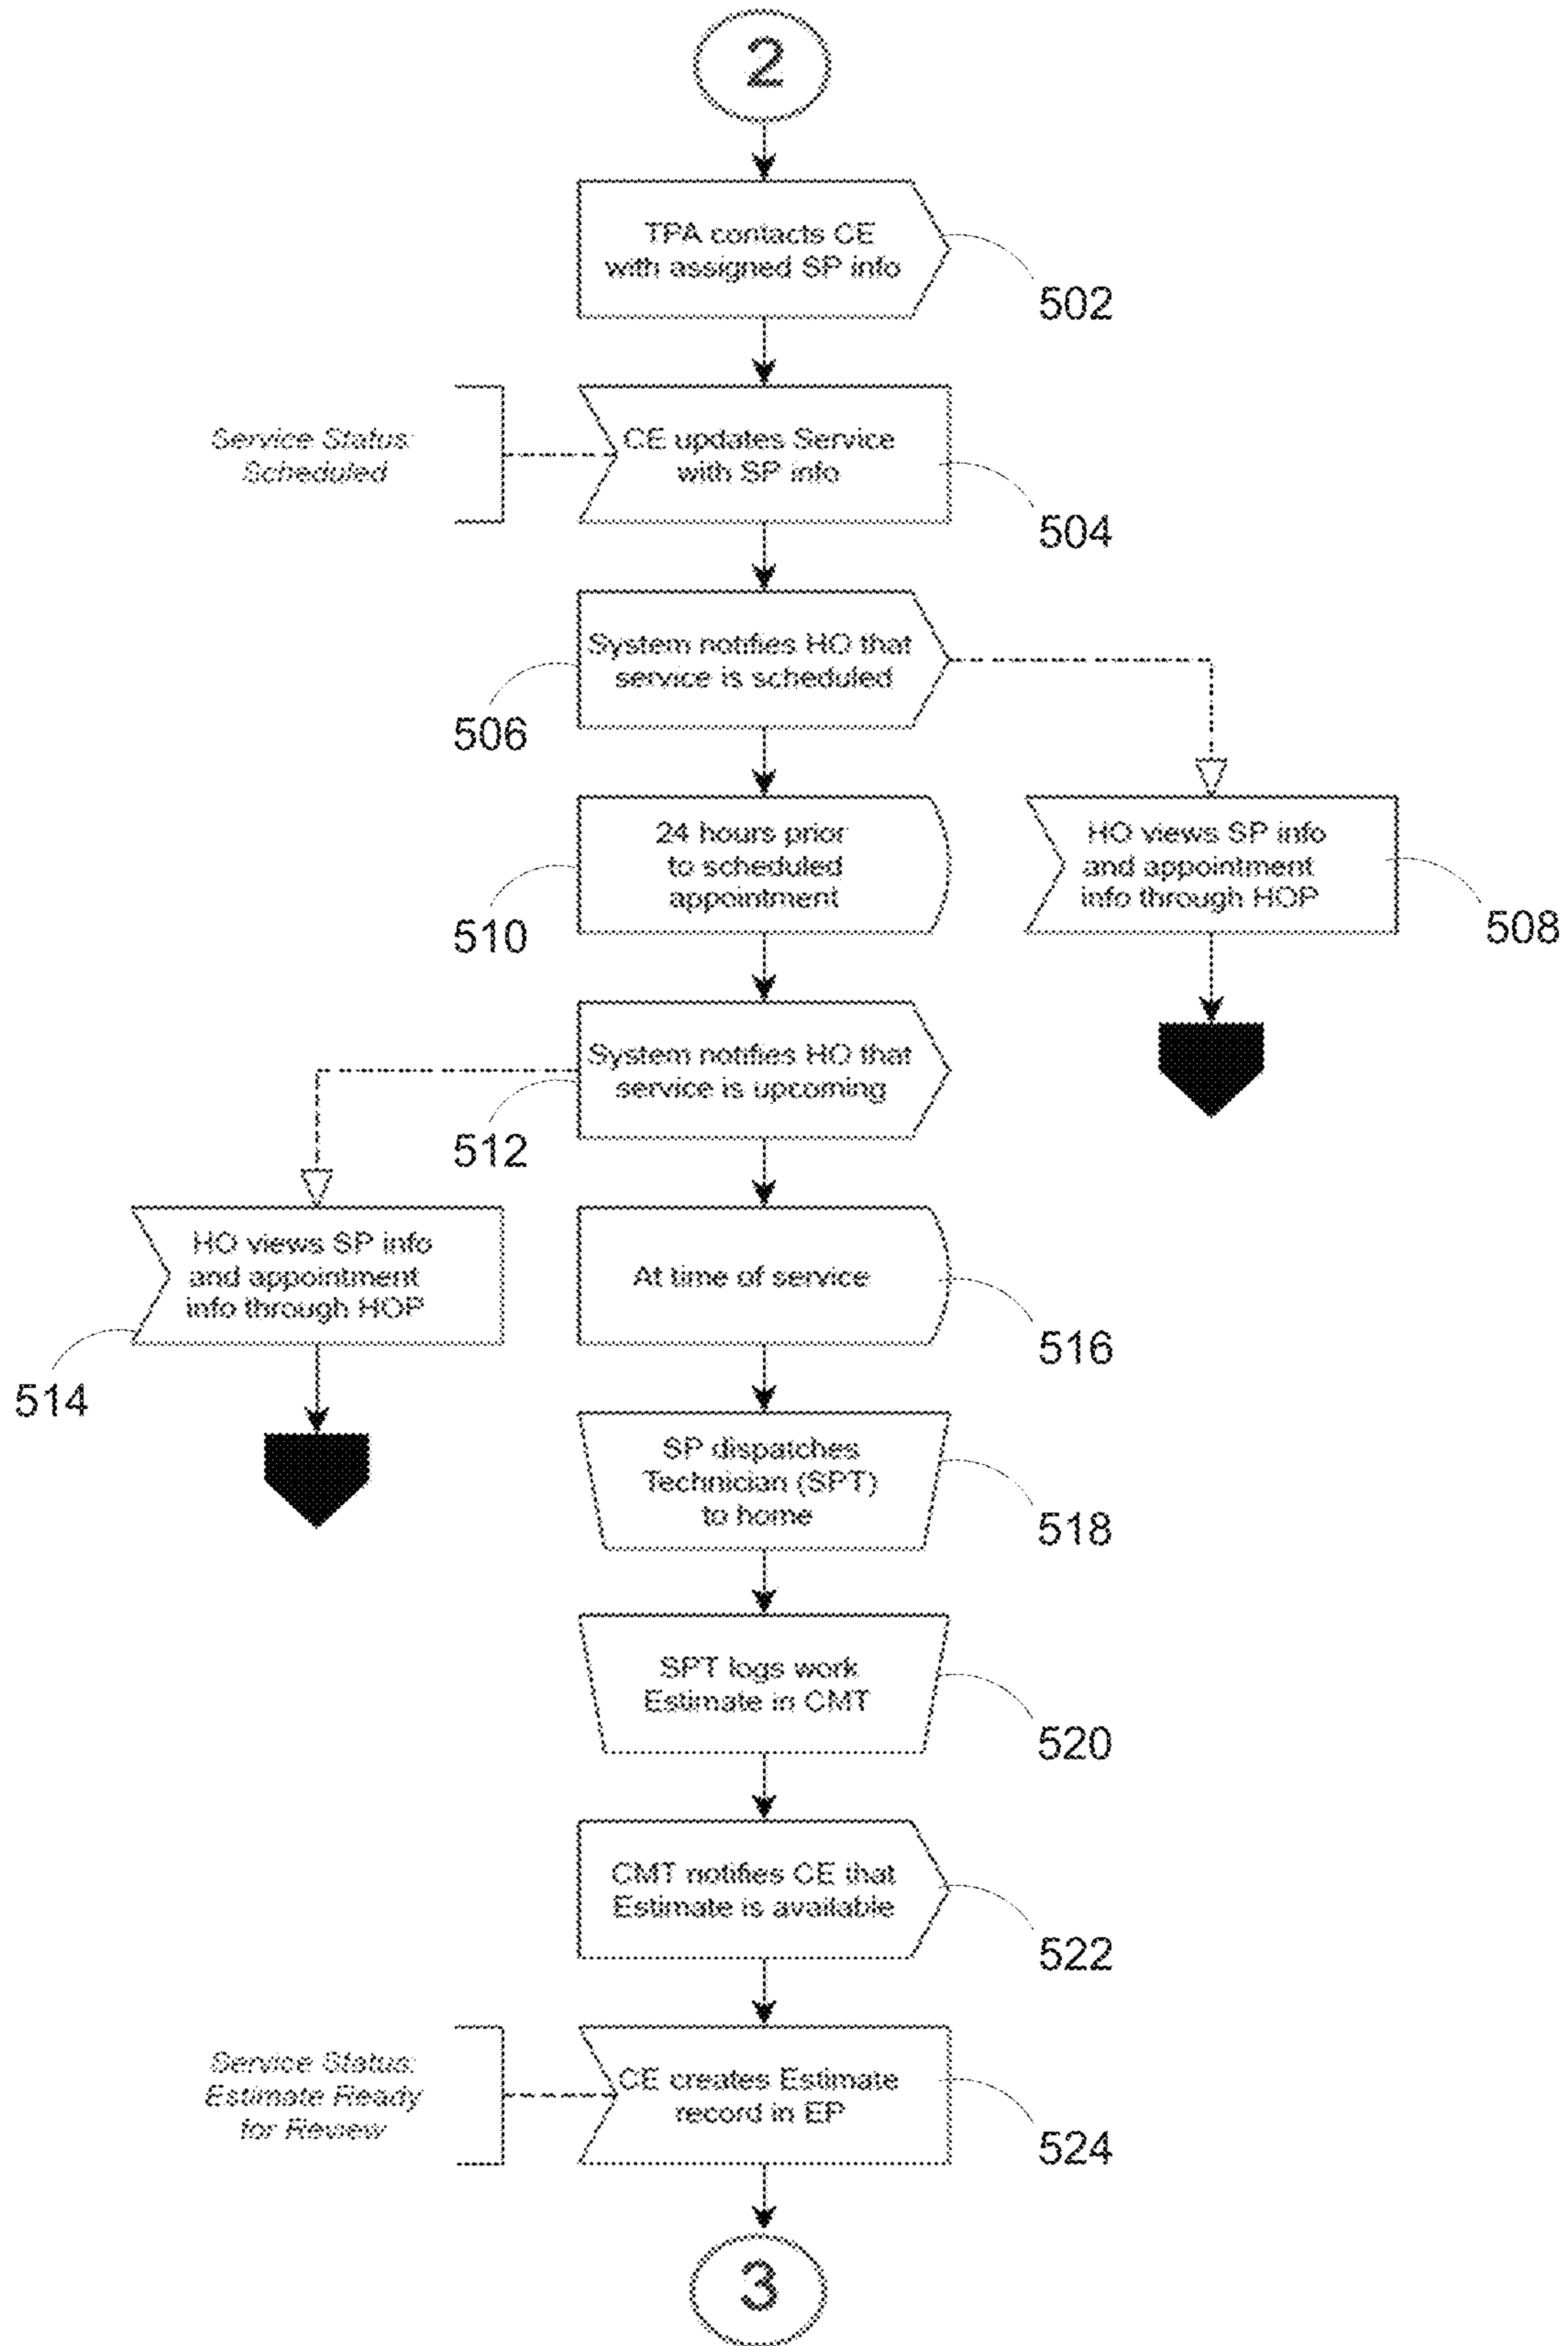 2
TPA contacts CE
with assigned SP info
502
Service Status:
Scheduled
CE updates Service
with SP info
504
System notifies HO that
service is scheduled
506
24 hours prior
to scheduled
appointment
510
HO views SP info
and appointment
info through HOP
508
System notifies HO that
service is upcoming
512
HO views SP info
and appointment
info through HOP
514
At time of service
516
SP dispatches
Technician (SPT)
to home
518
SPT logs work
Estimate in CMT
520
CMT notifies CE that
Estimate is available
522
Service Status:
Estimate Ready
for Review
CE creates Estimate
record in EP
524
3